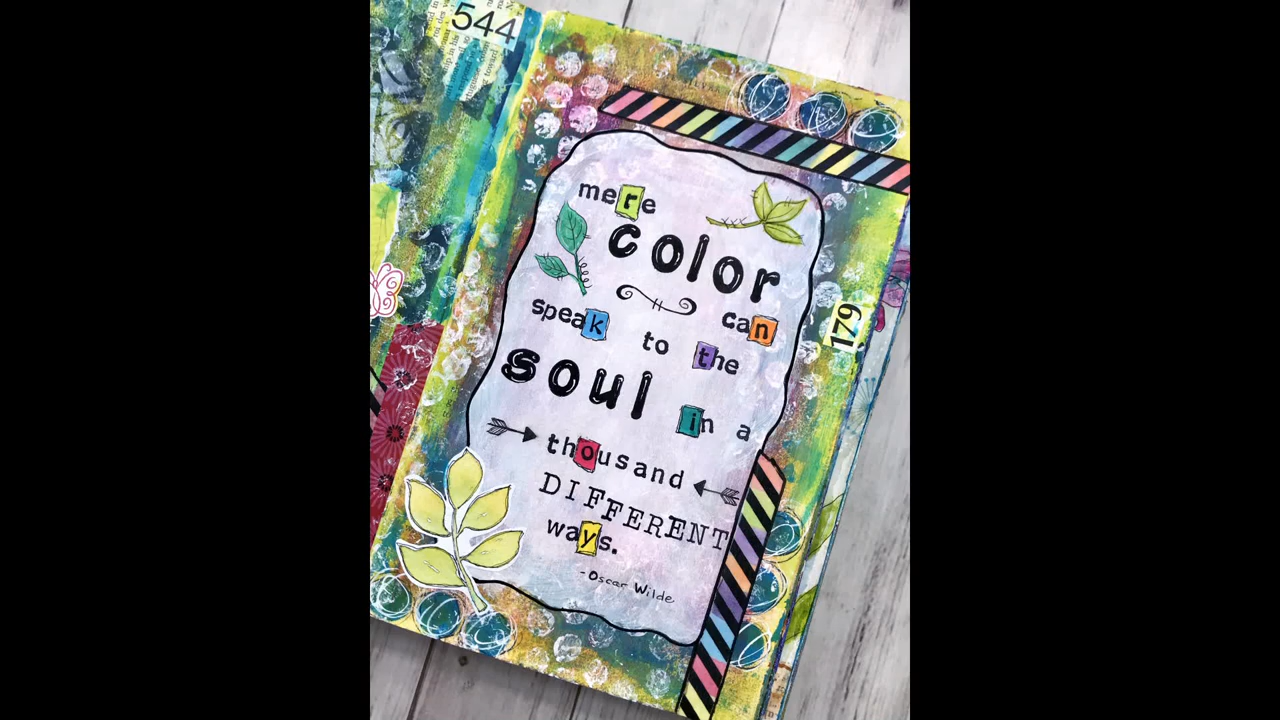 544
mere
color
can
speak to the
soul in a
thousand
DIFFERENT
ways.
-Oscar Wilde
179